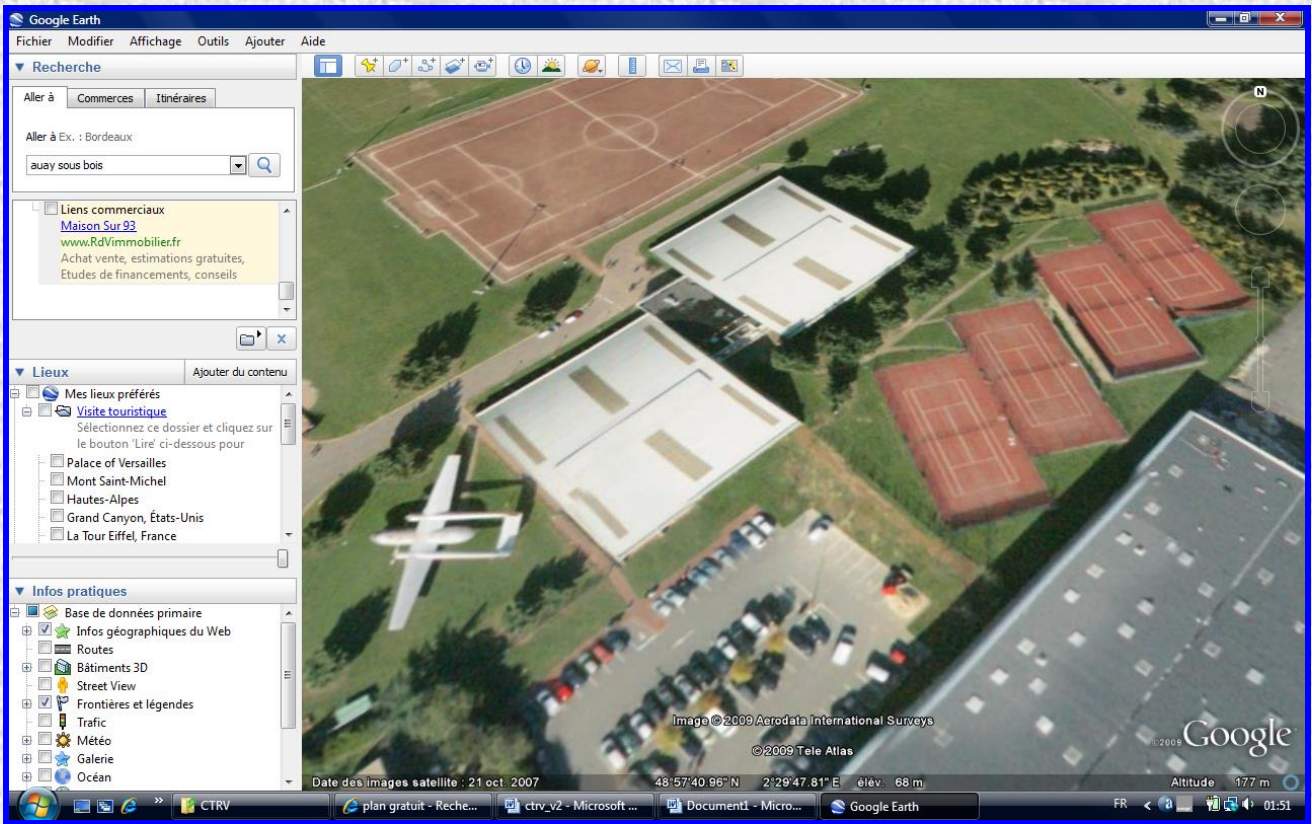 Google Earth
Fichier Modifier Affichage Outils Ajouter Aide
Recherche
Aller à Commerces Itinéraires
Aller à Ex. : Bordeaux
auay sous bois
Liens commerciaux
Maison Sur 93
www.RdVimmobilier.fr
Achat vente, estimations gratuites,
Etudes de financements, conseils
Lieux Ajouter du contenu
Mes lieux préférés
Visite touristique
Sélectionnez ce dossier et cliquez sur
le bouton 'Lire' ci-dessous pour
Palace of Versailles
Mont Saint-Michel
Hautes-Alpes
Grand Canyon, États-Unis
La Tour Eiffel, France
Infos pratiques
Base de données primaire
Infos géographiques du Web
Routes
Bâtiments 3D
Street View
Frontières et légendes
Trafic
Météo
Galerie
Océan
N
Image © 2009 Aerodata International Surveys
© 2009 Tele Atlas
©2009 Google
Date des images satellite : 21 oct. 2007 48°57'40.96" N 2°29'47.81" E élév. 68 m Altitude 177 m
CTRV plan gratuit - Reche... ctrv_v2 - Microsoft ... Document1 - Micro... Google Earth FR 01:51